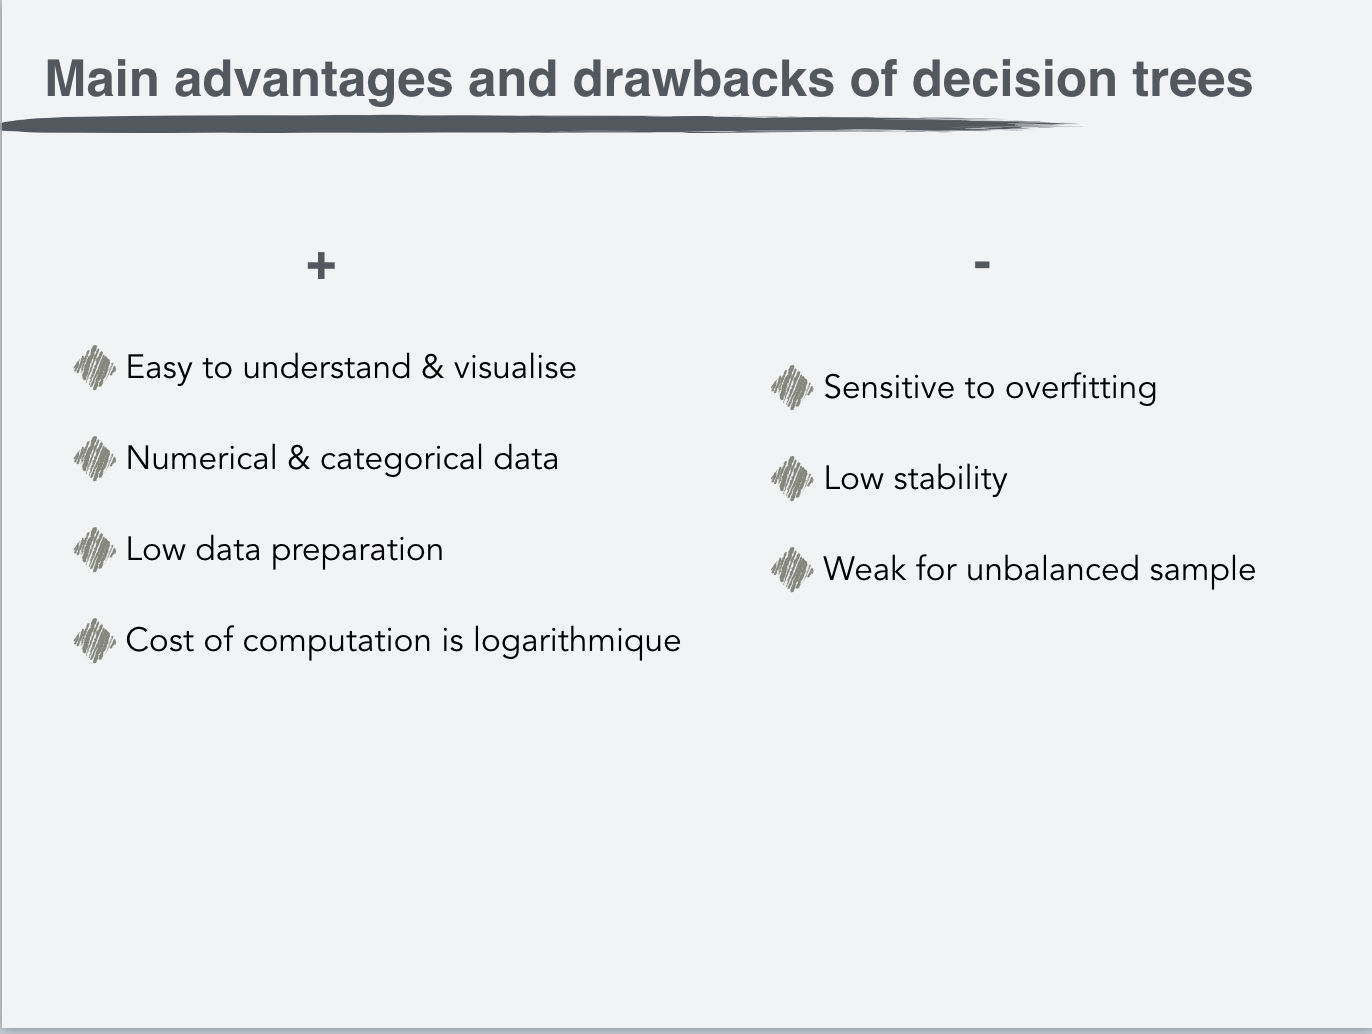 Main advantages and drawbacks of decision trees
+
Easy to understand & visualise
Numerical & categorical data
Low data preparation
Cost of computation is logarithmique
-
Sensitive to overfitting
Low stability
Weak for unbalanced sample